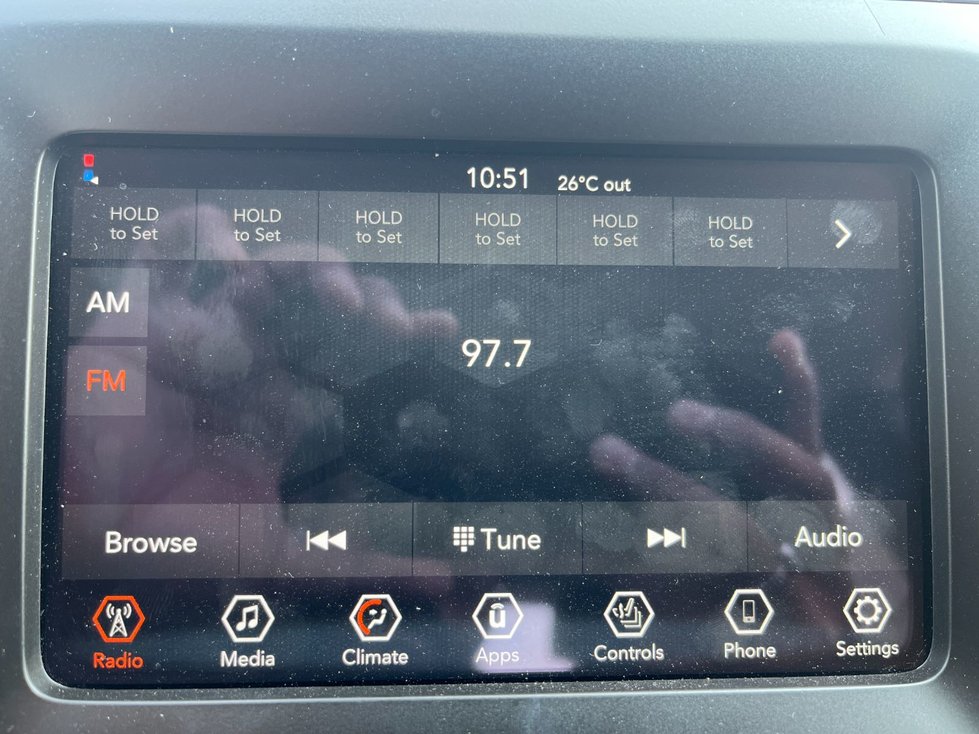 10:51 26°C out
HOLD to Set
HOLD to Set
HOLD to Set
HOLD to Set
HOLD to Set
HOLD to Set
AM
97.7
FM
Browse Tune Audio
Radio Media Climate Apps Controls Phone Settings